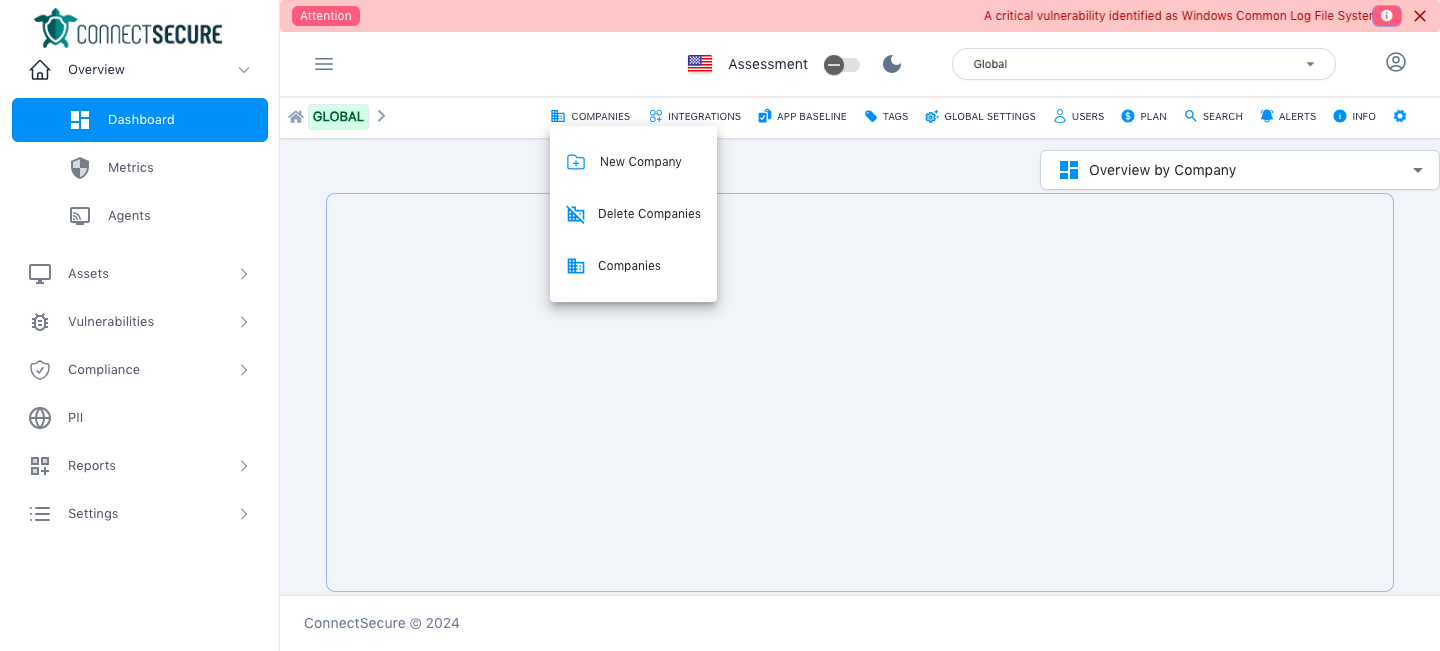 Attention
A critical vulnerability identified as Windows Common Log File System
CONNECTSECURE
Overview
Assessment
Global
Dashboard
GLOBAL
COMPANIES
INTEGRATIONS
APP BASELINE
TAGS
GLOBAL SETTINGS
USERS
PLAN
SEARCH
ALERTS
INFO
Metrics
New Company
Overview by Company
Agents
Delete Companies
Assets
Companies
Vulnerabilities
Compliance
PII
Reports
Settings
ConnectSecure © 2024